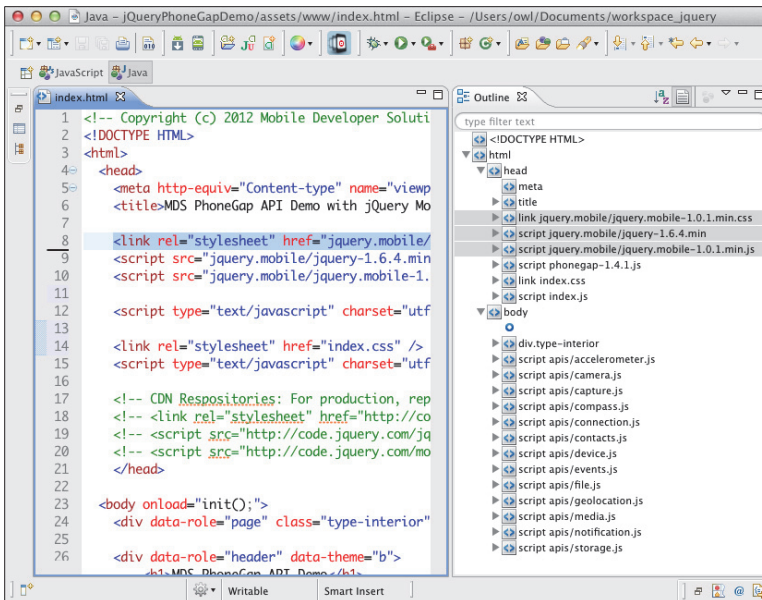 Java – jQueryPhoneGapDemo/assets/www/index.html – Eclipse – /Users/owl/Documents/workspace_jquery
JavaScript Java
index.html
1 <!-- Copyright (c) 2012 Mobile Developer Soluti
2 <!DOCTYPE HTML>
3 <html>
4 <head>
5 <meta http-equiv="Content-type" name="viewp
6 <title>MDS PhoneGap API Demo with jQuery Mo
7
8 <link rel="stylesheet" href="jquery.mobile/
9 <script src="jquery.mobile/jquery-1.6.4.min
10 <script src="jquery.mobile/jquery.mobile-1.
11
12 <script type="text/javascript" charset="utf
13
14 <link rel="stylesheet" href="index.css" />
15 <script type="text/javascript" charset="utf
16
17 <!-- CDN Respositories: For production, rep
18 <!-- <link rel="stylesheet" href="http://co
19 <!-- <script src="http://code.jquery.com/jq
20 <!-- <script src="http://code.jquery.com/mo
21 </head>
22
23 <body onload="init();">
24 <div data-role="page" class="type-interior"
25
26 <div data-role="header" data-theme="b">
<h1>MDS PhoneGap API Demo</h1>
Outline
type filter text
<!DOCTYPE HTML>
html
head
meta
title
link jquery.mobile/jquery.mobile-1.0.1.min.css
script jquery.mobile/jquery-1.6.4.min
script jquery.mobile/jquery.mobile-1.0.1.min.js
script phonegap-1.4.1.js
link index.css
script index.js
body
div.type-interior
script apis/accelerometer.js
script apis/camera.js
script apis/capture.js
script apis/compass.js
script apis/connection.js
script apis/contacts.js
script apis/device.js
script apis/events.js
script apis/file.js
script apis/geolocation.js
script apis/media.js
script apis/notification.js
script apis/storage.js
Writable
Smart Insert